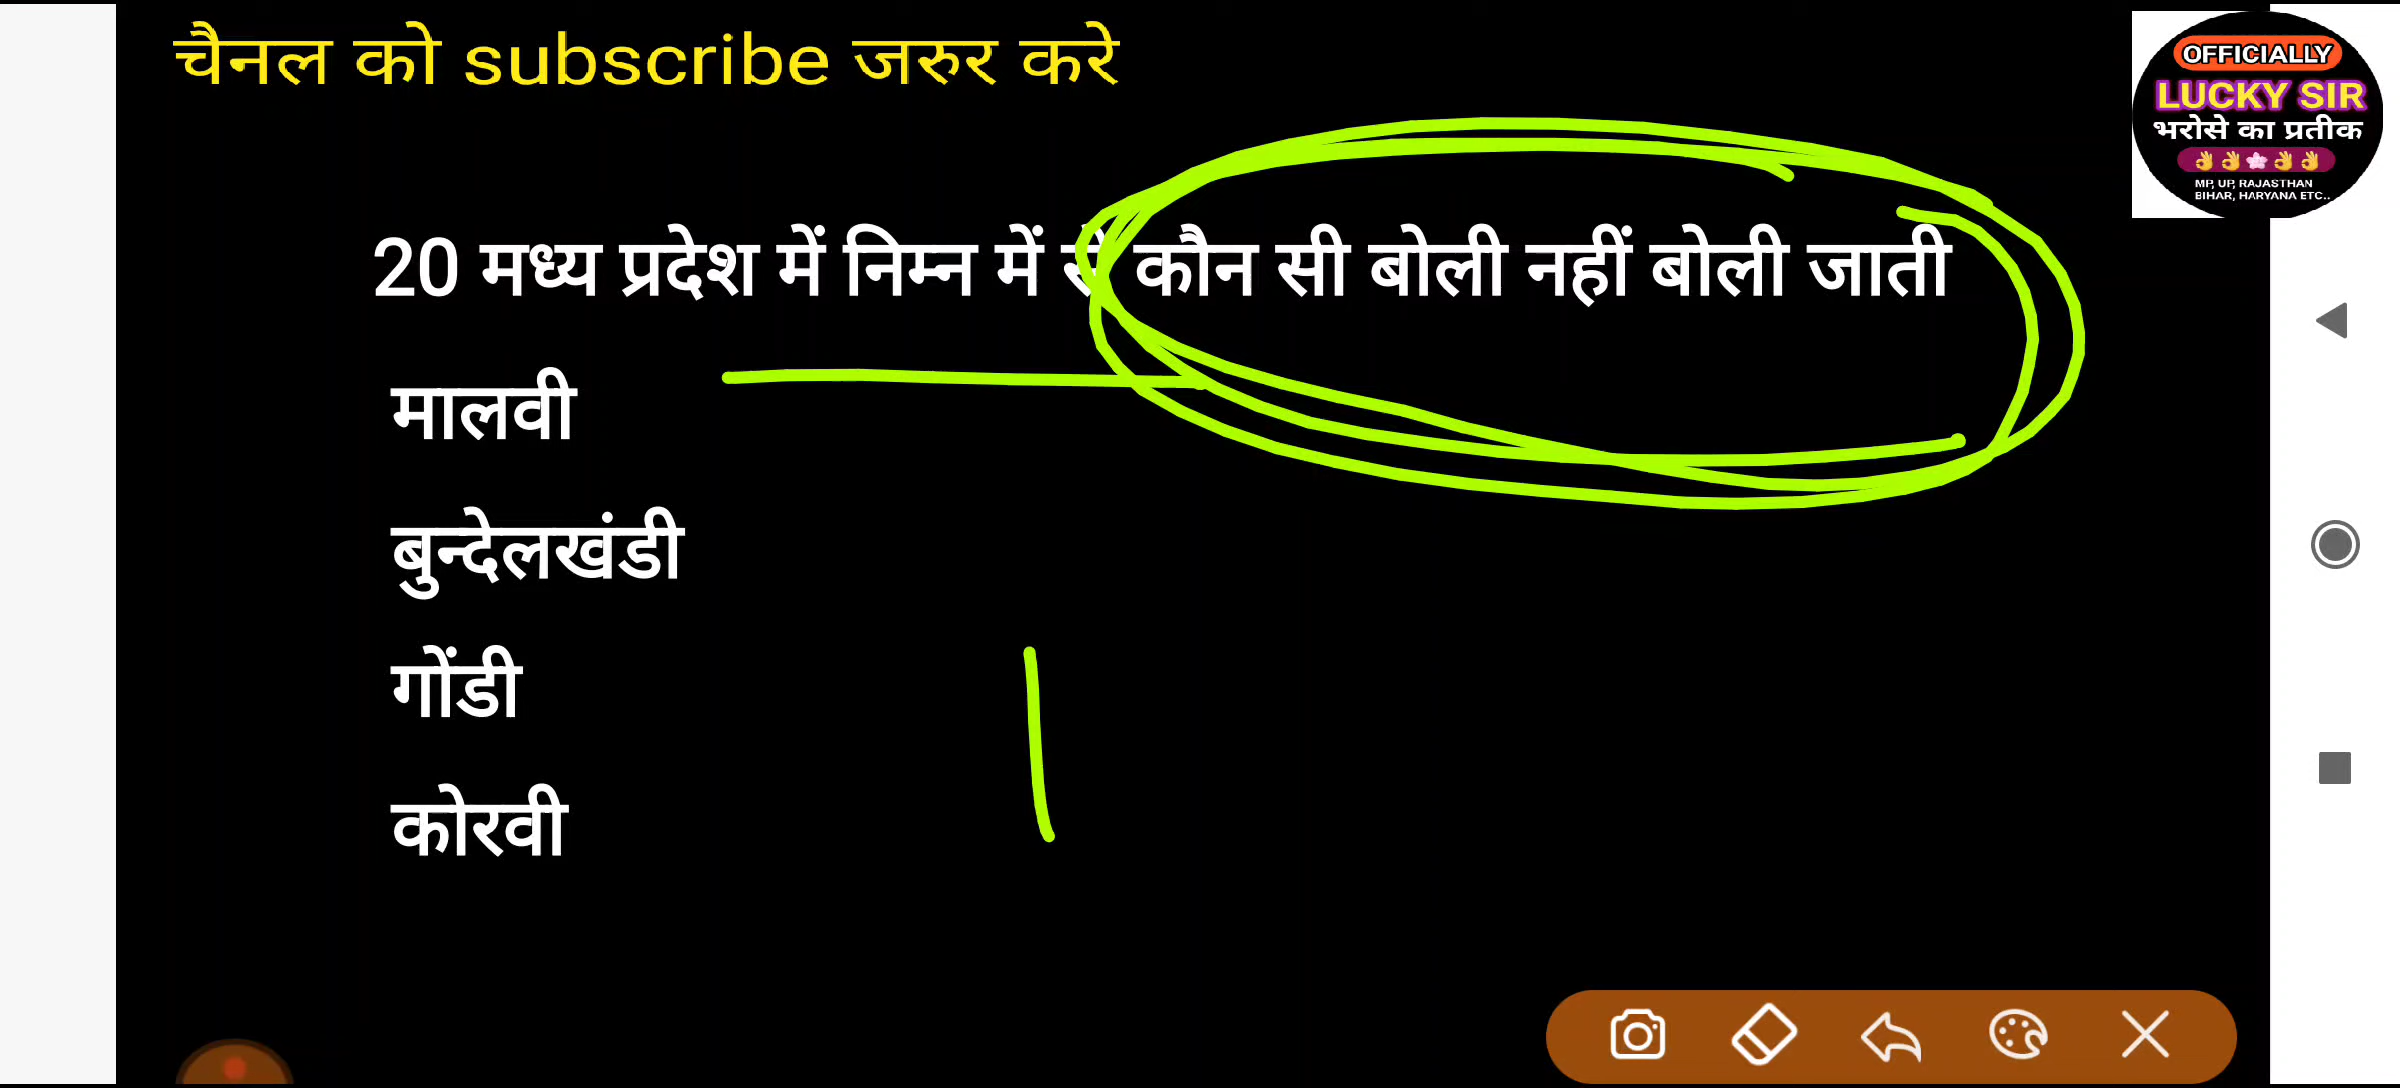 चैनल को subscribe जरुर करे
OFFICIALLY
LUCKY SIR
भरोसे का प्रतीक
MP, UP, RAJASTHAN
BIHAR, HARYANA ETC..
20 मध्य प्रदेश में निम्न में से कौन सी बोली नहीं बोली जाती
मालवी
बुन्देलखंडी
गोंडी
कोरवी